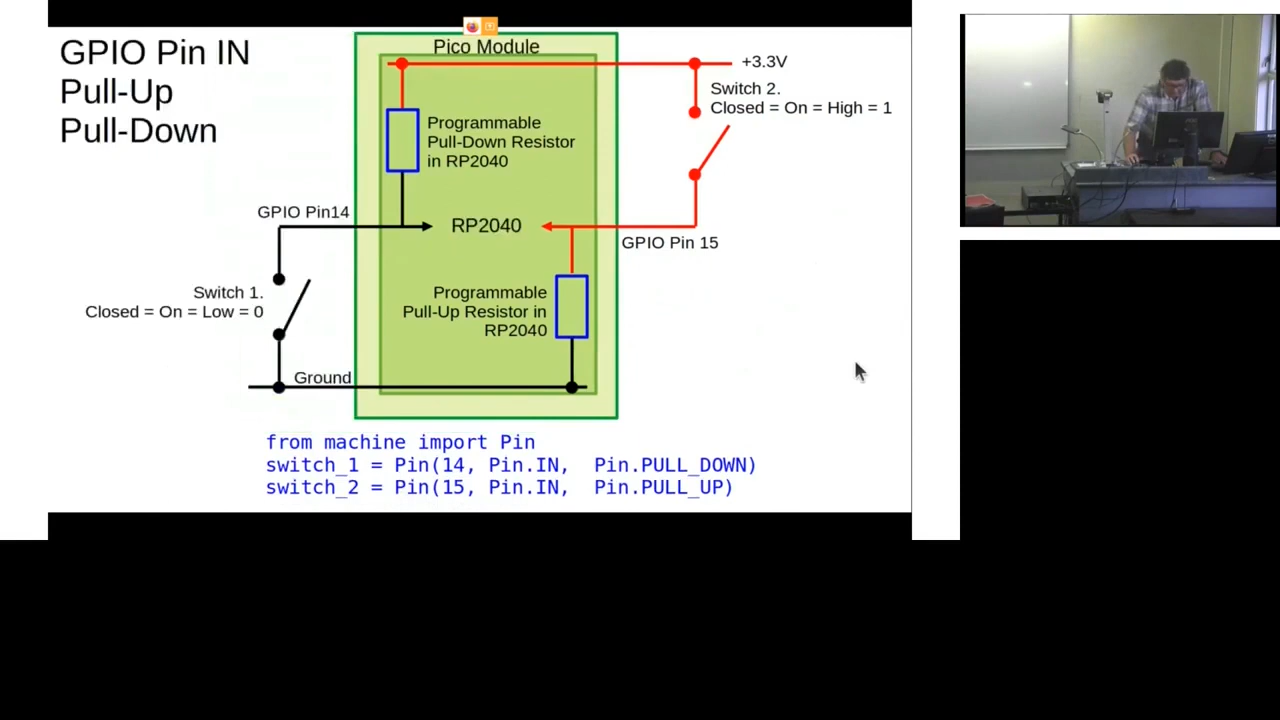 GPIO Pin IN
Pull-Up
Pull-Down
Pico Module
+3.3V
Switch 2.
Closed = On = High = 1
Programmable
Pull-Down Resistor
in RP2040
GPIO Pin14
RP2040
GPIO Pin 15
Switch 1.
Closed = On = Low = 0
Programmable
Pull-Up Resistor in
RP2040
Ground
from machine import Pin
switch_1 = Pin(14, Pin.IN,  Pin.PULL_DOWN)
switch_2 = Pin(15, Pin.IN,  Pin.PULL_UP)